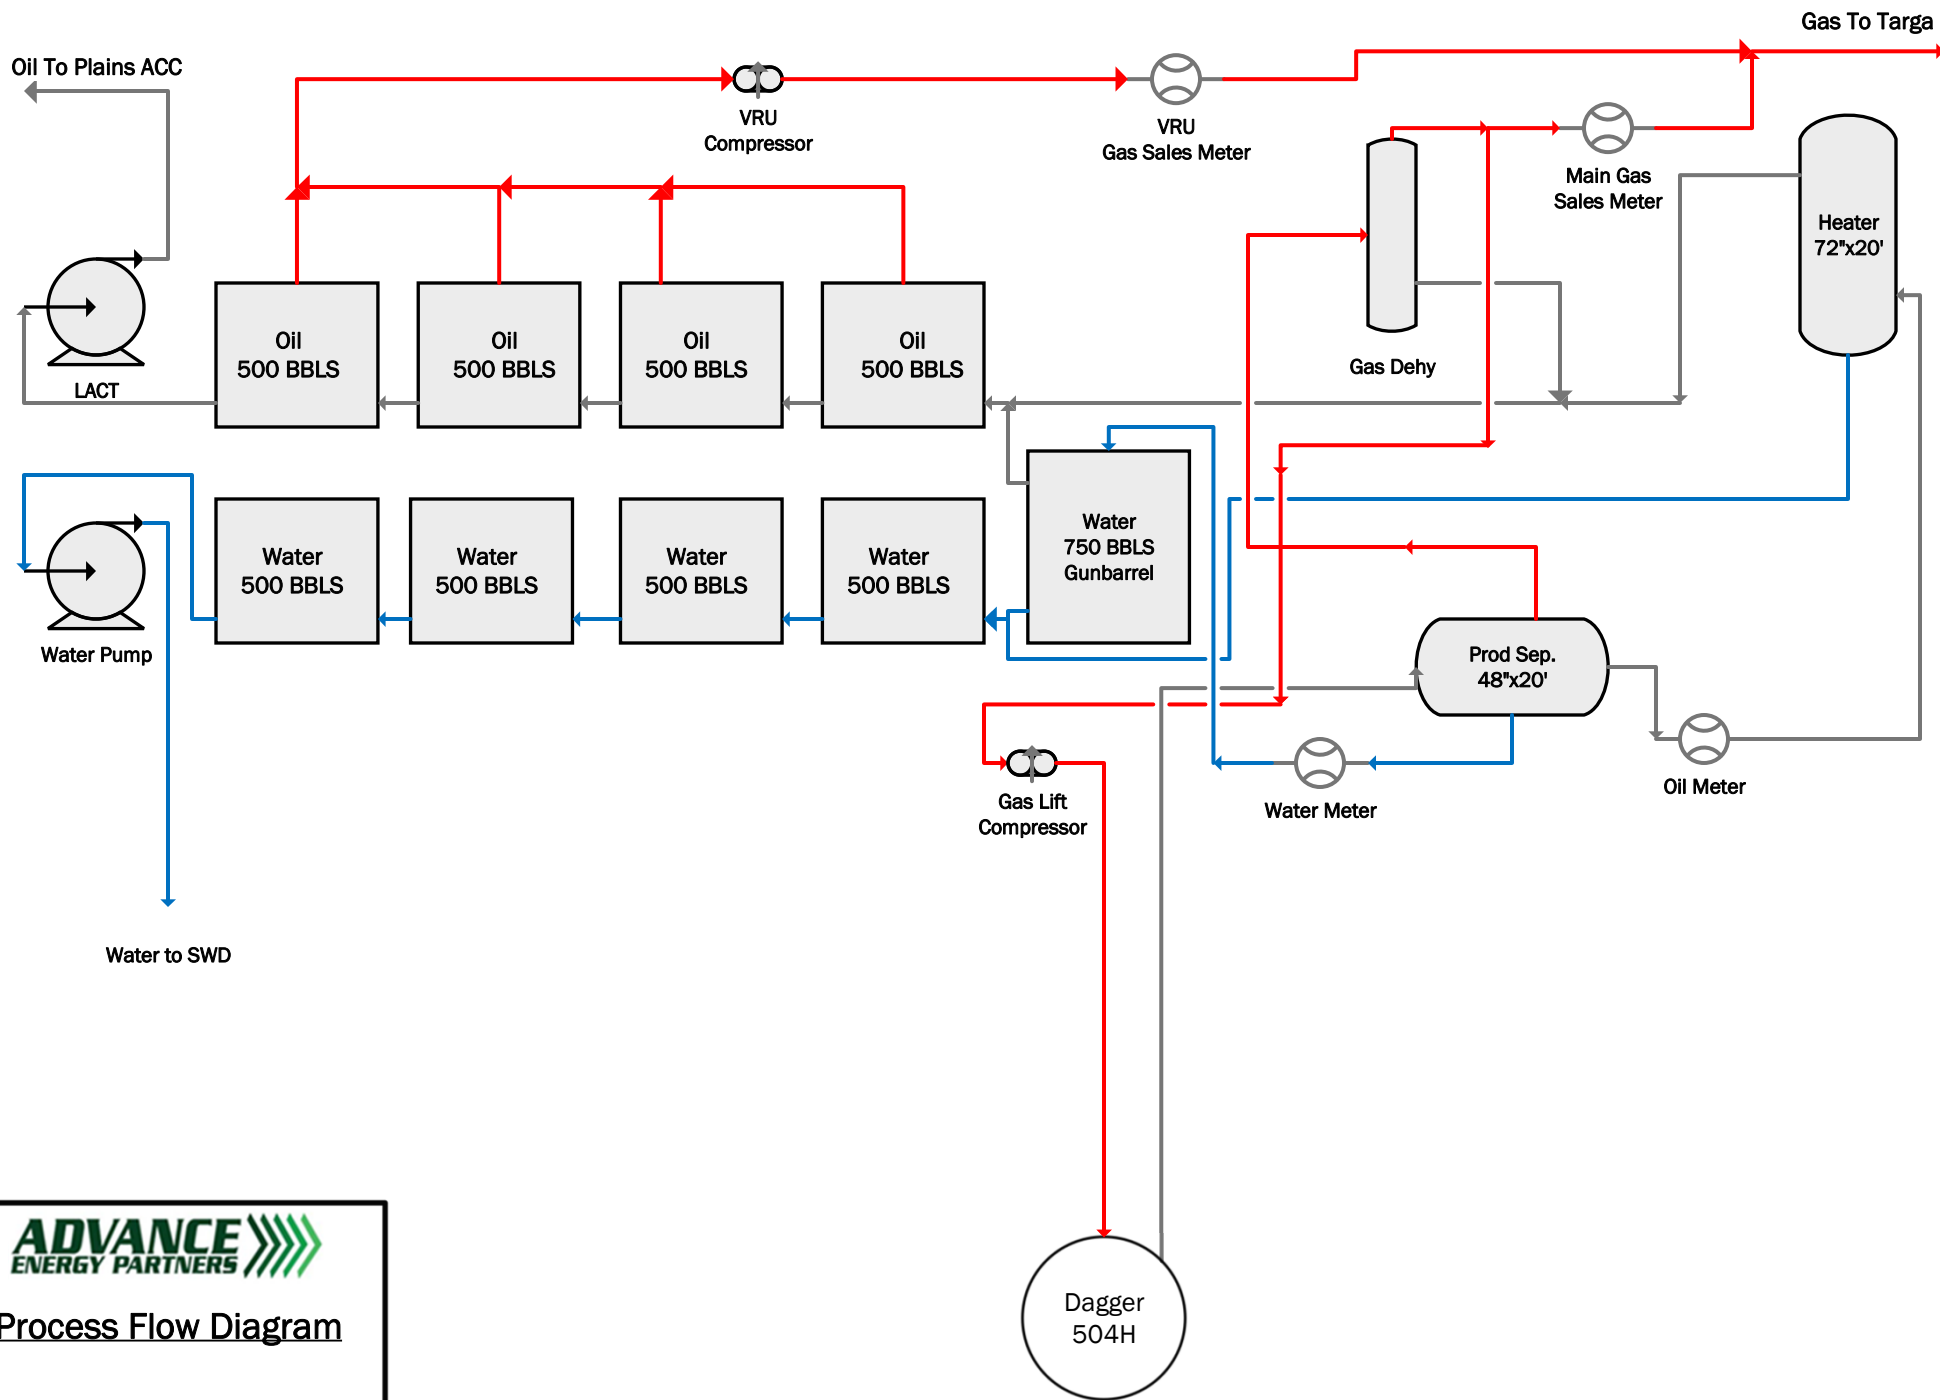 Gas To Targa
Oil To Plains ACC
VRU
Compressor
VRU
Gas Sales Meter
Main Gas
Sales Meter
Heater
72"x20'
Oil
500 BBLS
Oil
500 BBLS
Oil
500 BBLS
Oil
500 BBLS
Gas Dehy
LACT
Water
500 BBLS
Water
500 BBLS
Water
500 BBLS
Water
500 BBLS
Water
750 BBLS
Gunbarrel
Water Pump
Prod Sep.
48"x20'
Oil Meter
Gas Lift
Compressor
Water Meter
Water to SWD
ADVANCE
ENERGY PARTNERS
Process Flow Diagram
Dagger
504H